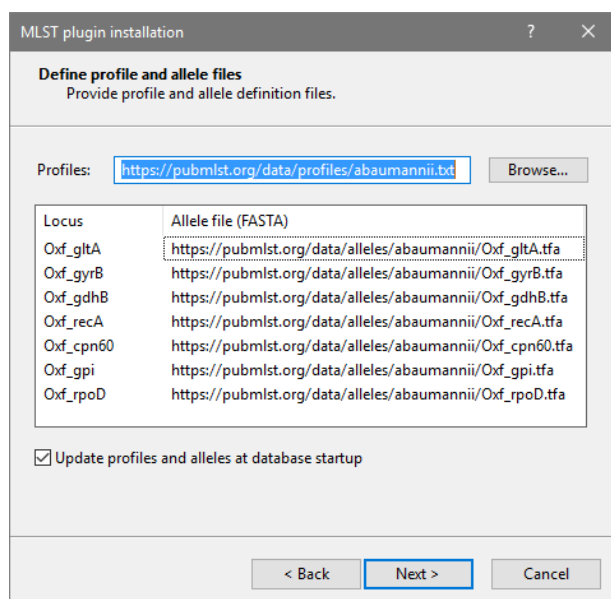 MLST plugin installation
Define profile and allele files
Provide profile and allele definition files.
Profiles: https://pubmlst.org/data/profiles/abaumannii.txt Browse...
Locus Allele file (FASTA)
Oxf_gltA https://pubmlst.org/data/alleles/abaumannii/Oxf_gltA.tfa
Oxf_gyrB https://pubmlst.org/data/alleles/abaumannii/Oxf_gyrB.tfa
Oxf_gdhB https://pubmlst.org/data/alleles/abaumannii/Oxf_gdhB.tfa
Oxf_recA https://pubmlst.org/data/alleles/abaumannii/Oxf_recA.tfa
Oxf_cpn60 https://pubmlst.org/data/alleles/abaumannii/Oxf_cpn60.tfa
Oxf_gpi https://pubmlst.org/data/alleles/abaumannii/Oxf_gpi.tfa
Oxf_rpoD https://pubmlst.org/data/alleles/abaumannii/Oxf_rpoD.tfa
Update profiles and alleles at database startup
< Back Next > Cancel